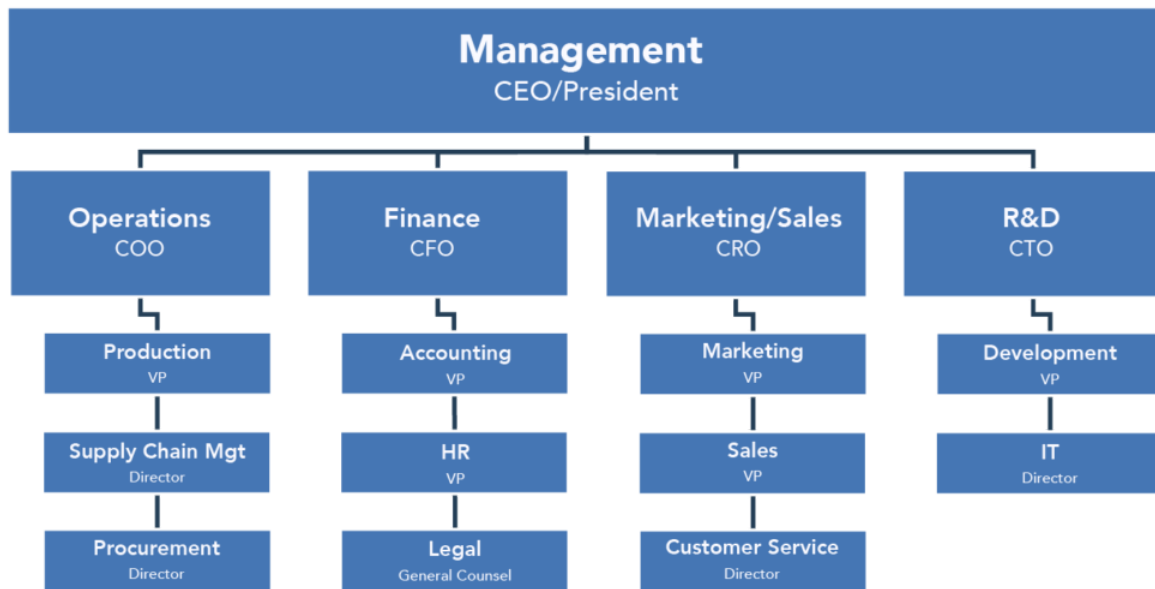 Management
CEO/President
Operations
COO
Finance
CFO
Marketing/Sales
CRO
R&D
CTO
Production
VP
Accounting
VP
Marketing
VP
Development
VP
Supply Chain Mgt
Director
HR
VP
Sales
VP
IT
Director
Procurement
Director
Legal
General Counsel
Customer Service
Director